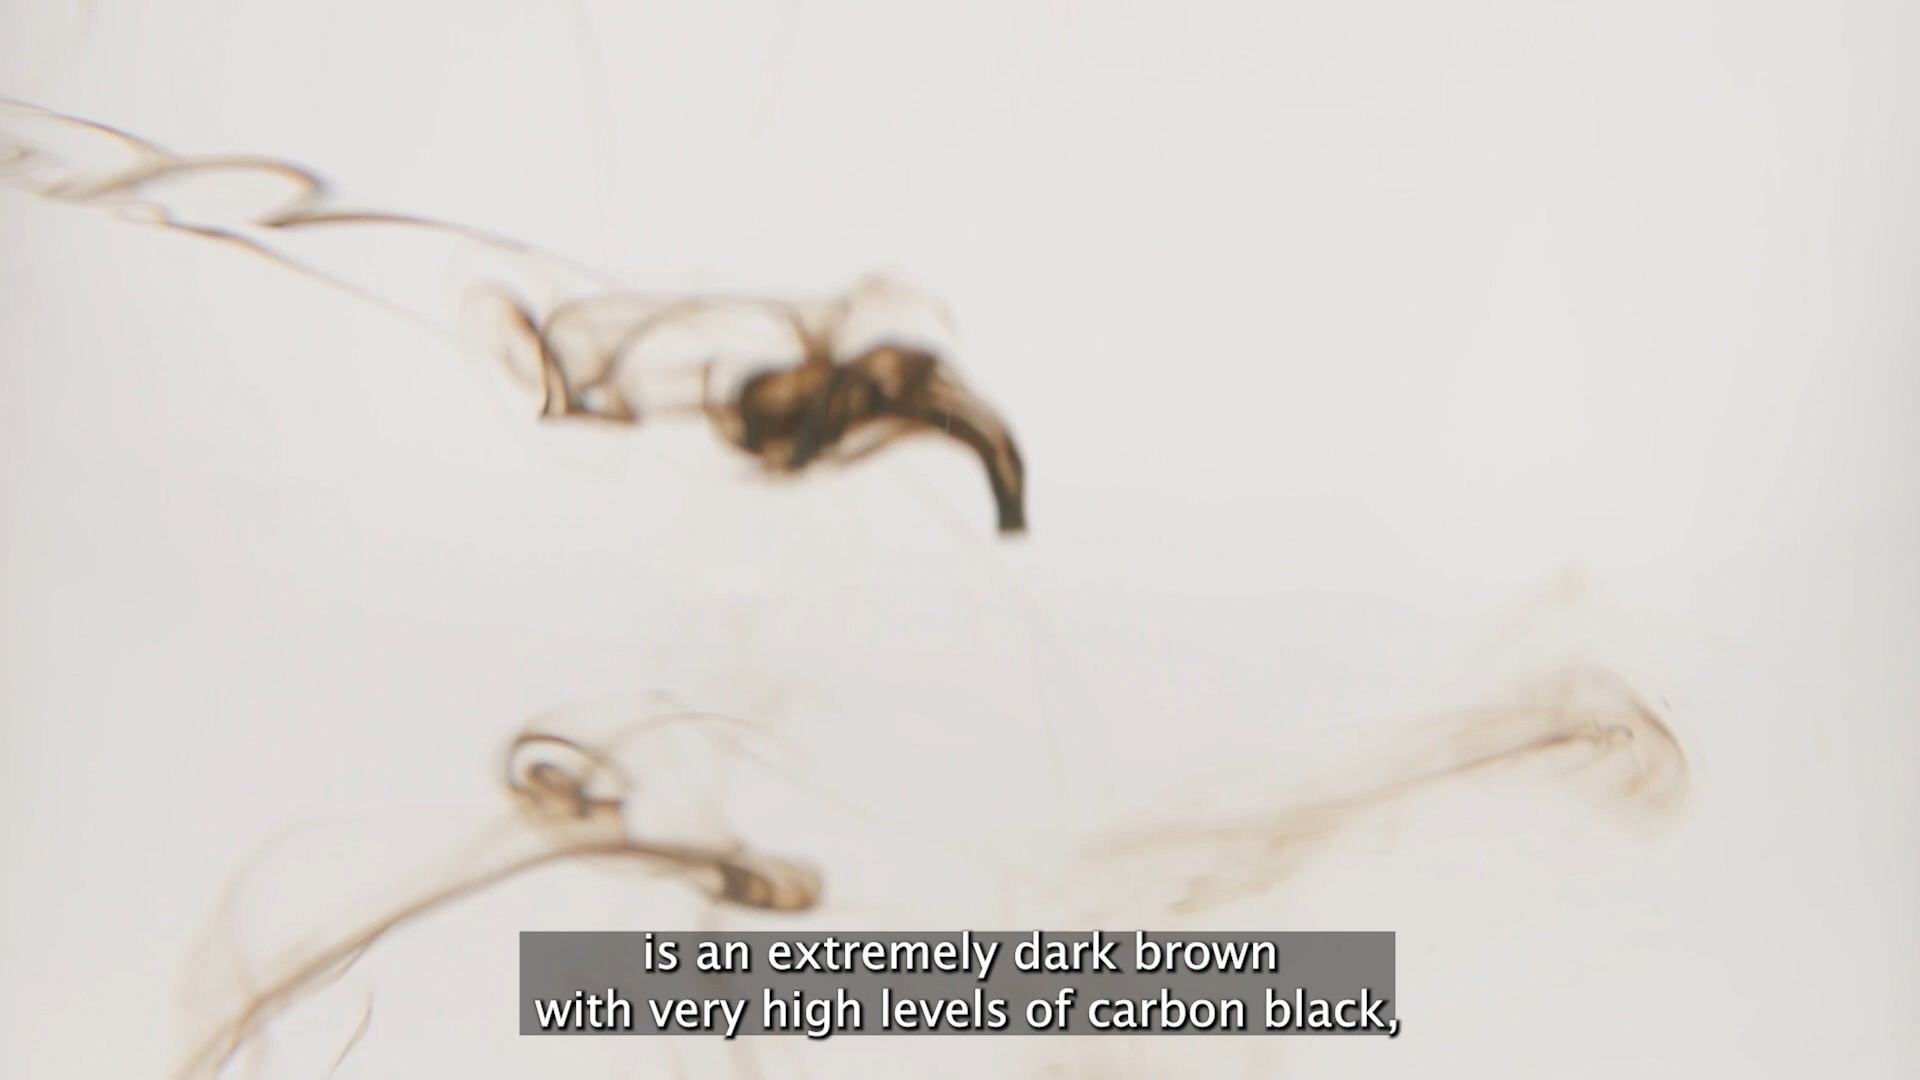 is an extremely dark brown
with very high levels of carbon black,